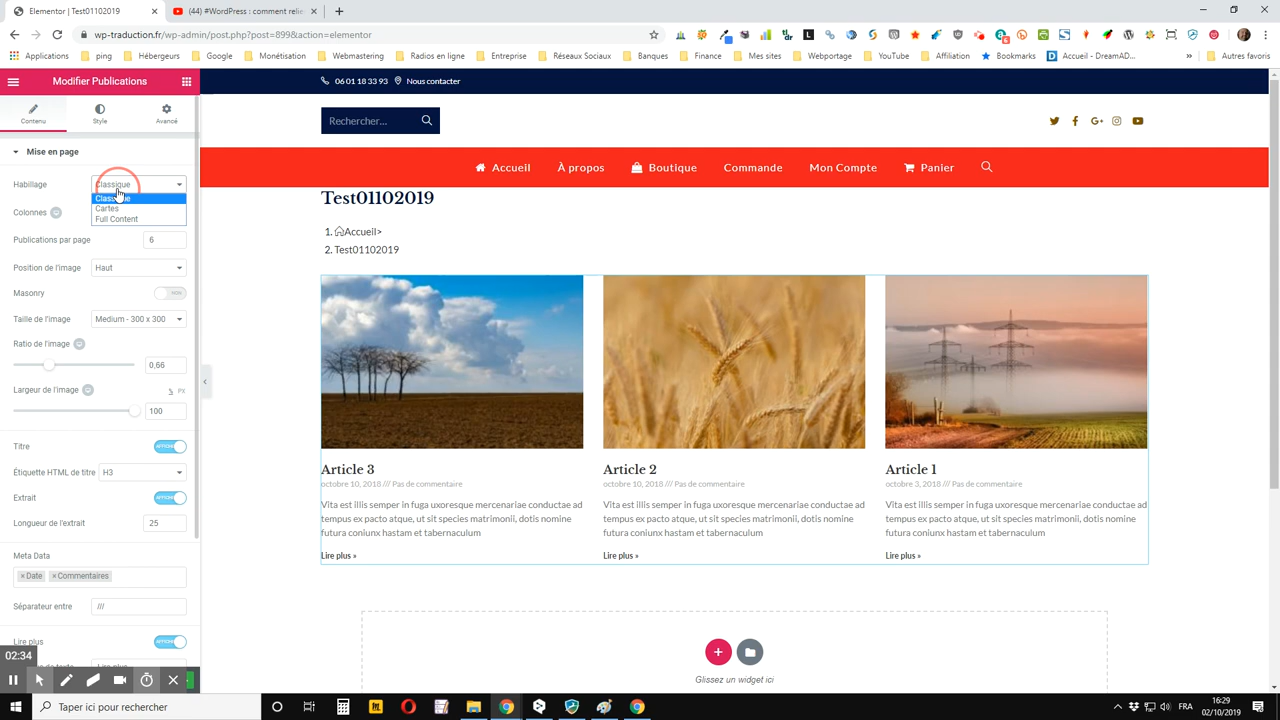 Elementor | Test01102019
(44) #WordPress : comment relie
wp-traduction.fr/wp-admin/post.php?post=899&action=elementor
Applications ping Hébergeurs Google Monétisation Webmastering Radios en ligne Entreprise Réseaux Sociaux Banques Finance Mes sites Webportage YouTube Affiliation Bookmarks Accueil – DreamAD... » Autres favoris
Modifier Publications
06 01 18 33 93 Nous contacter
Contenu Style Avancé
Rechercher...
Mise en page
Accueil À propos Boutique Commande Mon Compte Panier
Habillage Classique
Classique
Cartes
Full Content
Colonnes
Test01102019
1. Accueil>
2. Test01102019
Publications par page 6
Position de l'image Haut
Masonry NON
Taille de l'image Medium - 300 x 300
Ratio de l'image
0,66
Largeur de l'image % PX
100
Titre
Étiquette HTML de titre H3
Extrait
Longueur de l'extrait 25
Meta Data
× Date × Commentaires
Séparateur entre ///
Lire plus
Lire plus
Article 3
octobre 10, 2018 /// Pas de commentaire
Vita est illis semper in fuga uxoresque mercenariae conductae ad
tempus ex pacto atque, ut sit species matrimonii, dotis nomine
futura coniunx hastam et tabernaculum
Lire plus »
Article 2
octobre 10, 2018 /// Pas de commentaire
Vita est illis semper in fuga uxoresque mercenariae conductae ad
tempus ex pacto atque, ut sit species matrimonii, dotis nomine
futura coniunx hastam et tabernaculum
Lire plus »
Article 1
octobre 3, 2018 /// Pas de commentaire
Vita est illis semper in fuga uxoresque mercenariae conductae ad
tempus ex pacto atque, ut sit species matrimonii, dotis nomine
futura coniunx hastam et tabernaculum
Lire plus »
Glissez un widget ici
02:34
Taper ici pour rechercher
FRA
16:29
02/10/2019